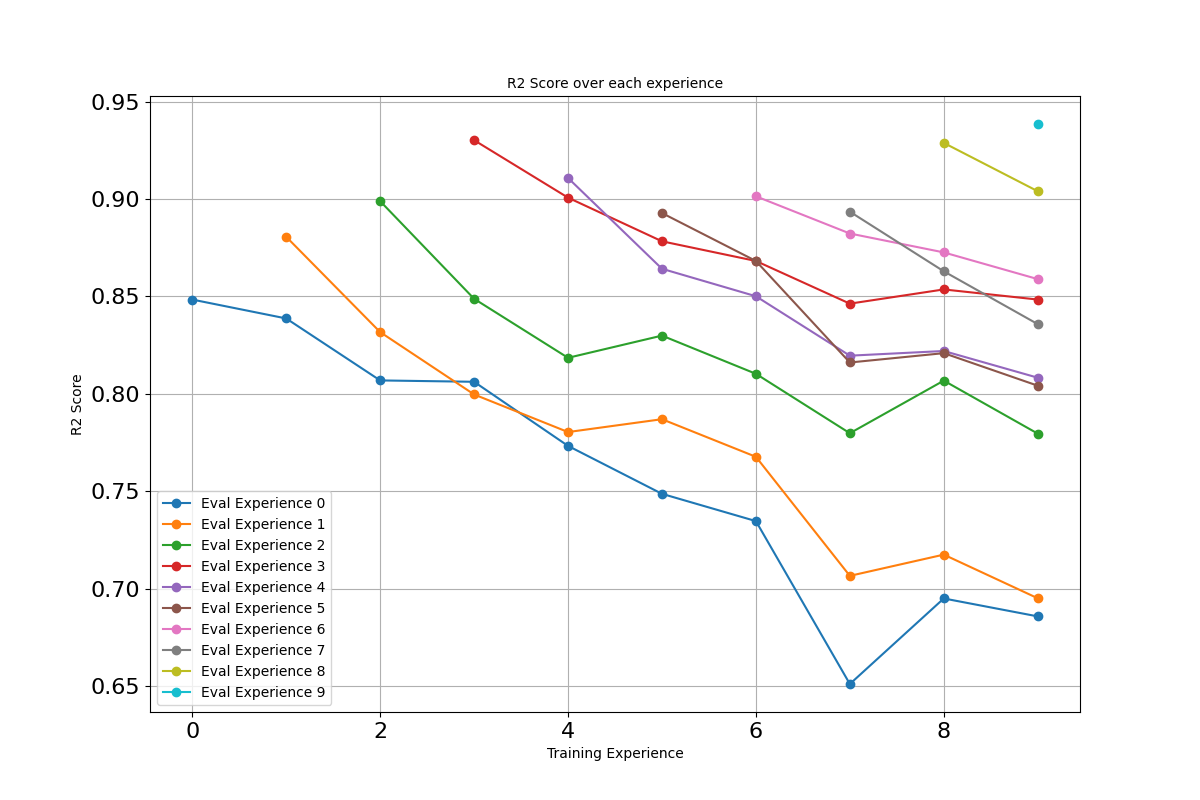 R2 Score over each experience
0.95
0.90
0.85
0.80
0.75
0.70
0.65
R2 Score
Eval Experience 0
Eval Experience 1
Eval Experience 2
Eval Experience 3
Eval Experience 4
Eval Experience 5
Eval Experience 6
Eval Experience 7
Eval Experience 8
Eval Experience 9
0 2 4 6 8
Training Experience